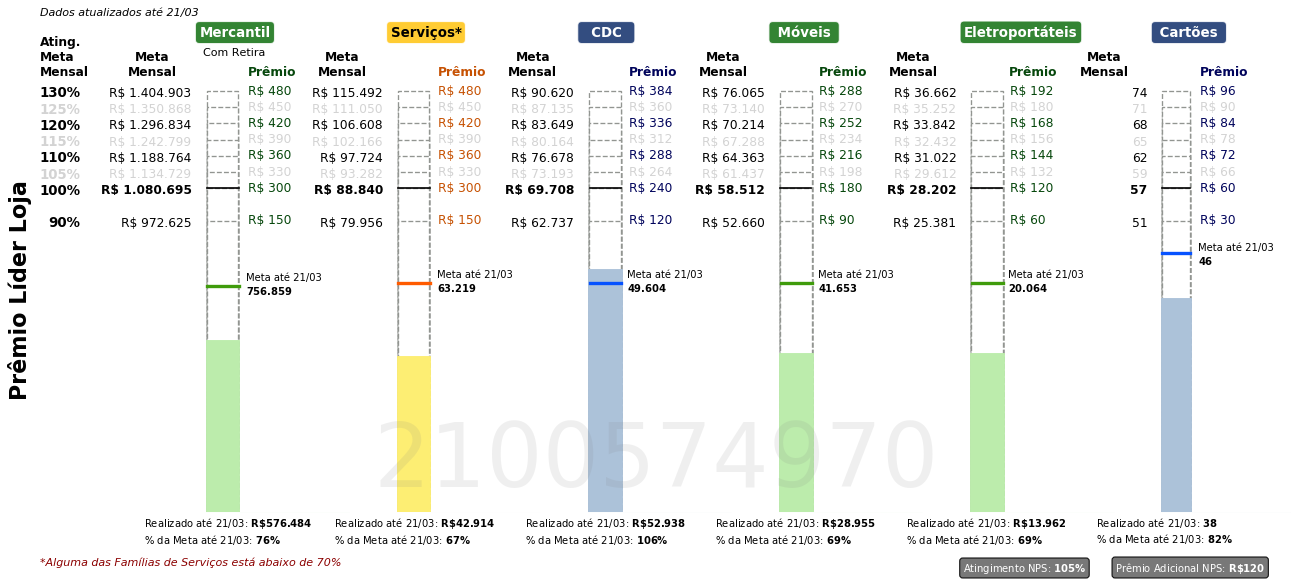 Dados atualizados até 21/03
Mercantil Serviços* CDC Móveis Eletroportáteis Cartões
Com Retira
Ating. Meta Mensal
Meta Mensal Prêmio Meta Mensal Prêmio Meta Mensal Prêmio Meta Mensal Prêmio Meta Mensal Prêmio Meta Mensal Prêmio
130% R$ 1.404.903 R$ 480 R$ 115.492 R$ 480 R$ 90.620 R$ 384 R$ 76.065 R$ 288 R$ 36.662 R$ 192 74 R$ 96
125% R$ 1.350.868 R$ 450 R$ 111.050 R$ 450 R$ 87.135 R$ 360 R$ 73.140 R$ 270 R$ 35.252 R$ 180 71 R$ 90
120% R$ 1.296.834 R$ 420 R$ 106.608 R$ 420 R$ 83.649 R$ 336 R$ 70.214 R$ 252 R$ 33.842 R$ 168 68 R$ 84
115% R$ 1.242.799 R$ 390 R$ 102.166 R$ 390 R$ 80.164 R$ 312 R$ 67.288 R$ 234 R$ 32.432 R$ 156 65 R$ 78
110% R$ 1.188.764 R$ 360 R$ 97.724 R$ 360 R$ 76.678 R$ 288 R$ 64.363 R$ 216 R$ 31.022 R$ 144 62 R$ 72
105% R$ 1.134.729 R$ 330 R$ 93.282 R$ 330 R$ 73.193 R$ 264 R$ 61.437 R$ 198 R$ 29.612 R$ 132 59 R$ 66
100% R$ 1.080.695 R$ 300 R$ 88.840 R$ 300 R$ 69.708 R$ 240 R$ 58.512 R$ 180 R$ 28.202 R$ 120 57 R$ 60
90% R$ 972.625 R$ 150 R$ 79.956 R$ 150 R$ 62.737 R$ 120 R$ 52.660 R$ 90 R$ 25.381 R$ 60 51 R$ 30
Prêmio Líder Loja
Meta até 21/03 Meta até 21/03 Meta até 21/03 Meta até 21/03 Meta até 21/03 Meta até 21/03
756.859 63.219 49.604 41.653 20.064 46
2100574970
Realizado até 21/03: R$576.484 Realizado até 21/03: R$42.914 Realizado até 21/03: R$52.938 Realizado até 21/03: R$28.955 Realizado até 21/03: R$13.962 Realizado até 21/03: 38
% da Meta até 21/03: 76% % da Meta até 21/03: 67% % da Meta até 21/03: 106% % da Meta até 21/03: 69% % da Meta até 21/03: 69% % da Meta até 21/03: 82%
*Alguma das Famílias de Serviços está abaixo de 70%
Atingimento NPS: 105% Prêmio Adicional NPS: R$120